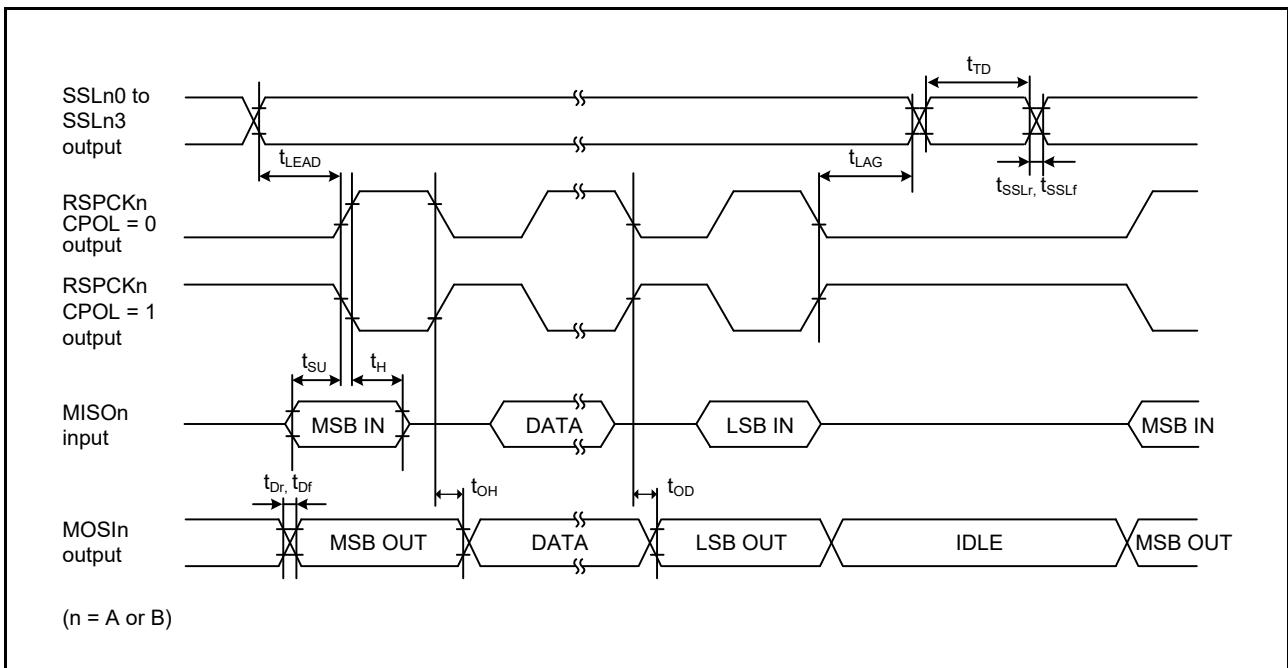 SSLn0 to
SSLn3
output
tTD
tLEAD
tLAG
tSSLr, tSSLf
RSPCKn
CPOL = 0
output
RSPCKn
CPOL = 1
output
tSU
tH
MISOn
input
MSB IN
DATA
LSB IN
MSB IN
tDr, tDf
tOH
tOD
MOSIn
output
MSB OUT
DATA
LSB OUT
IDLE
MSB OUT
(n = A or B)